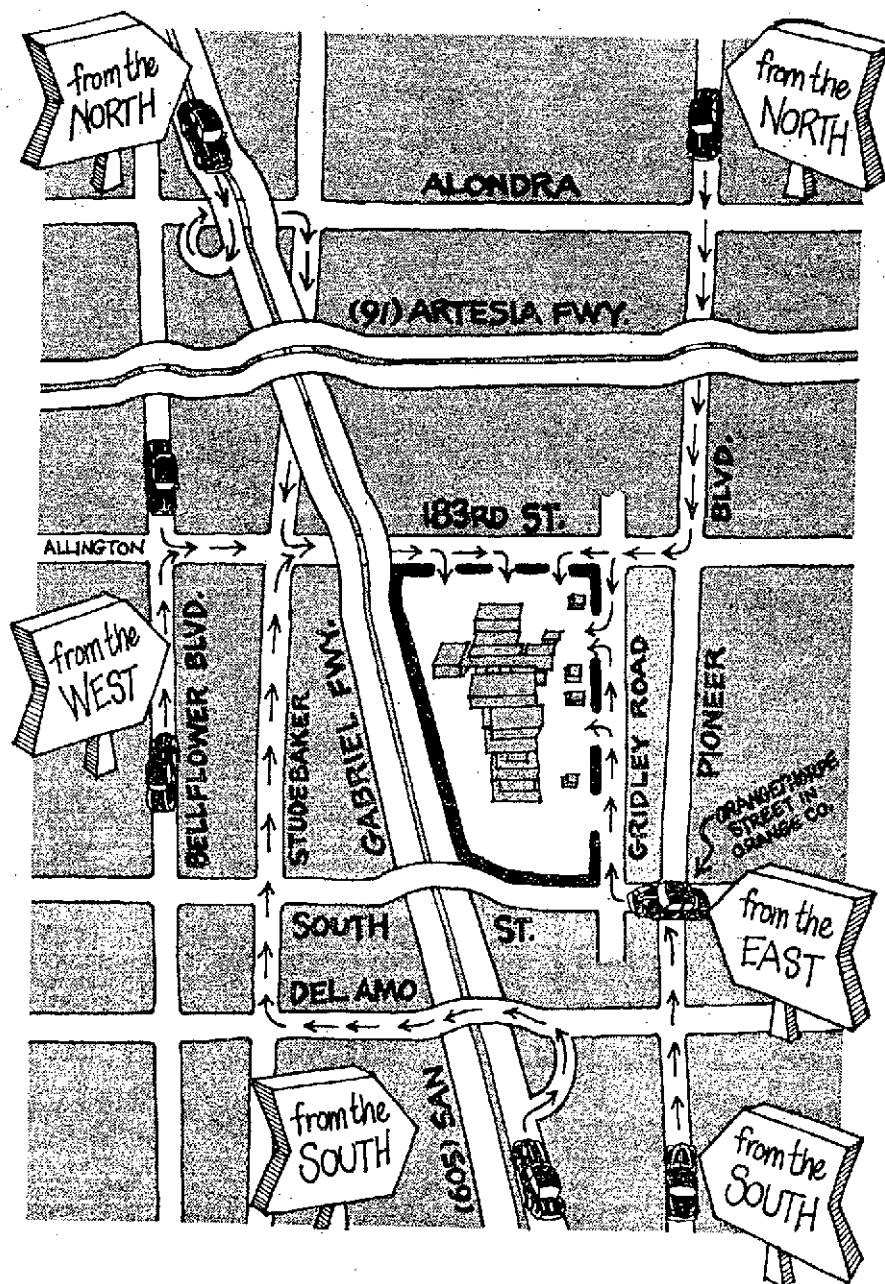 from the
NORTH
from the
NORTH
ALONDRA
(91) ARTESIA FWY.
BLVD.
183RD ST.
ALLINGTON
from the
WEST
BELLFLOWER BLVD.
STUDEBAKER
GABRIEL FWY.
GRIDLEY ROAD
PIONEER
ORANGETHORPE
STREET IN
ORANGE CO.
SOUTH ST.
from the
EAST
DEL AMO
(605) SAN
from the
SOUTH
from the
SOUTH